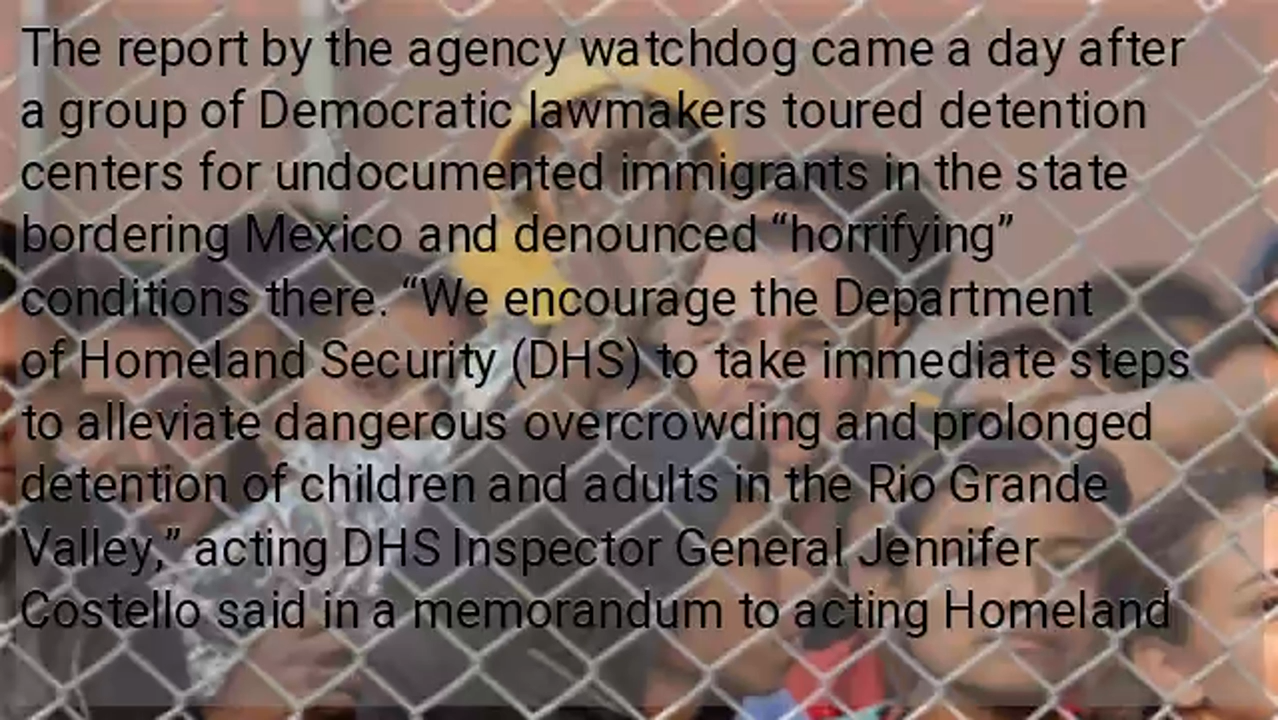 The report by the agency watchdog came a day after
a group of Democratic lawmakers toured detention
centers for undocumented immigrants in the state
bordering Mexico and denounced “horrifying”
conditions there. “We encourage the Department
of Homeland Security (DHS) to take immediate steps
to alleviate dangerous overcrowding and prolonged
detention of children and adults in the Rio Grande
Valley,” acting DHS Inspector General Jennifer
Costello said in a memorandum to acting Homeland